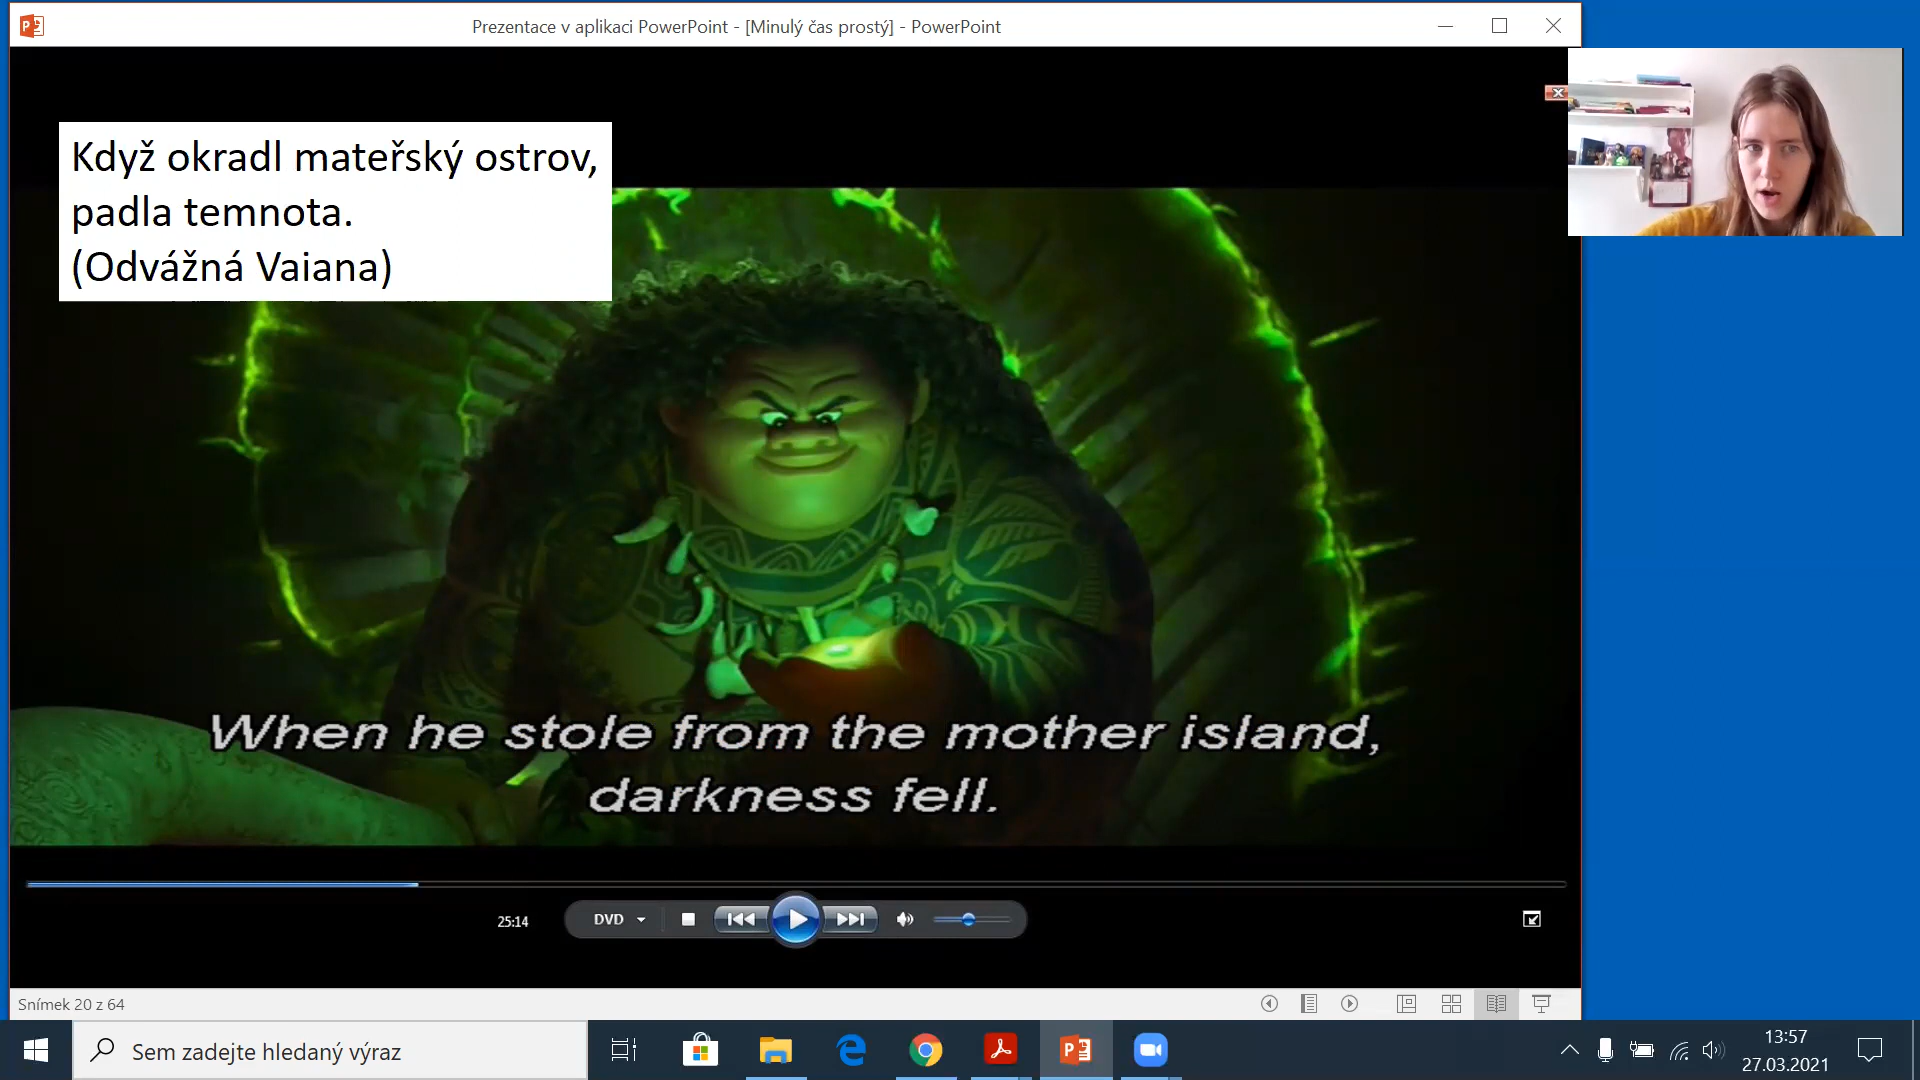 Prezentace v aplikaci PowerPoint - [Minulý čas prostý] - PowerPoint
Když okradl mateřský ostrov,
padla temnota.
(Odvážná Vaiana)
When he stole from the mother island,
darkness fell.
25:14
DVD
Snímek 20 z 64
Sem zadejte hledaný výraz
13:57
27.03.2021